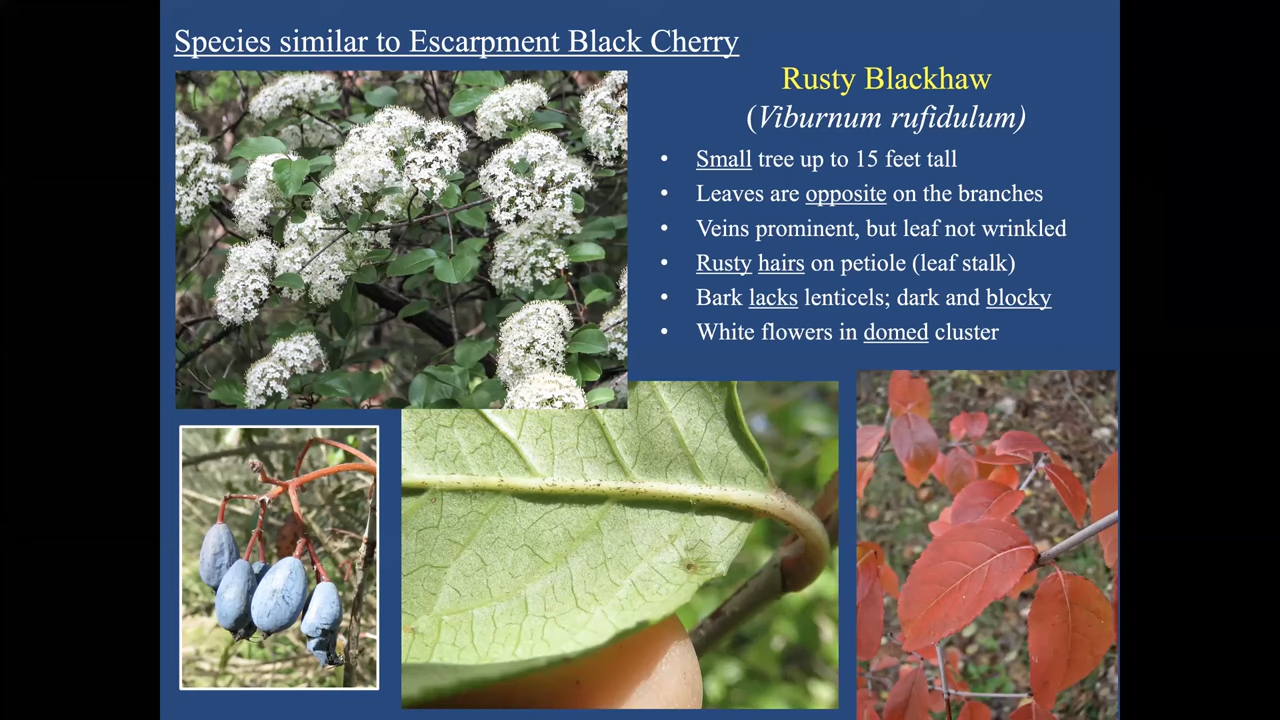 Species similar to Escarpment Black Cherry
Rusty Blackhaw
(Viburnum rufidulum)
• Small tree up to 15 feet tall
• Leaves are opposite on the branches
• Veins prominent, but leaf not wrinkled
• Rusty hairs on petiole (leaf stalk)
• Bark lacks lenticels; dark and blocky
• White flowers in domed cluster